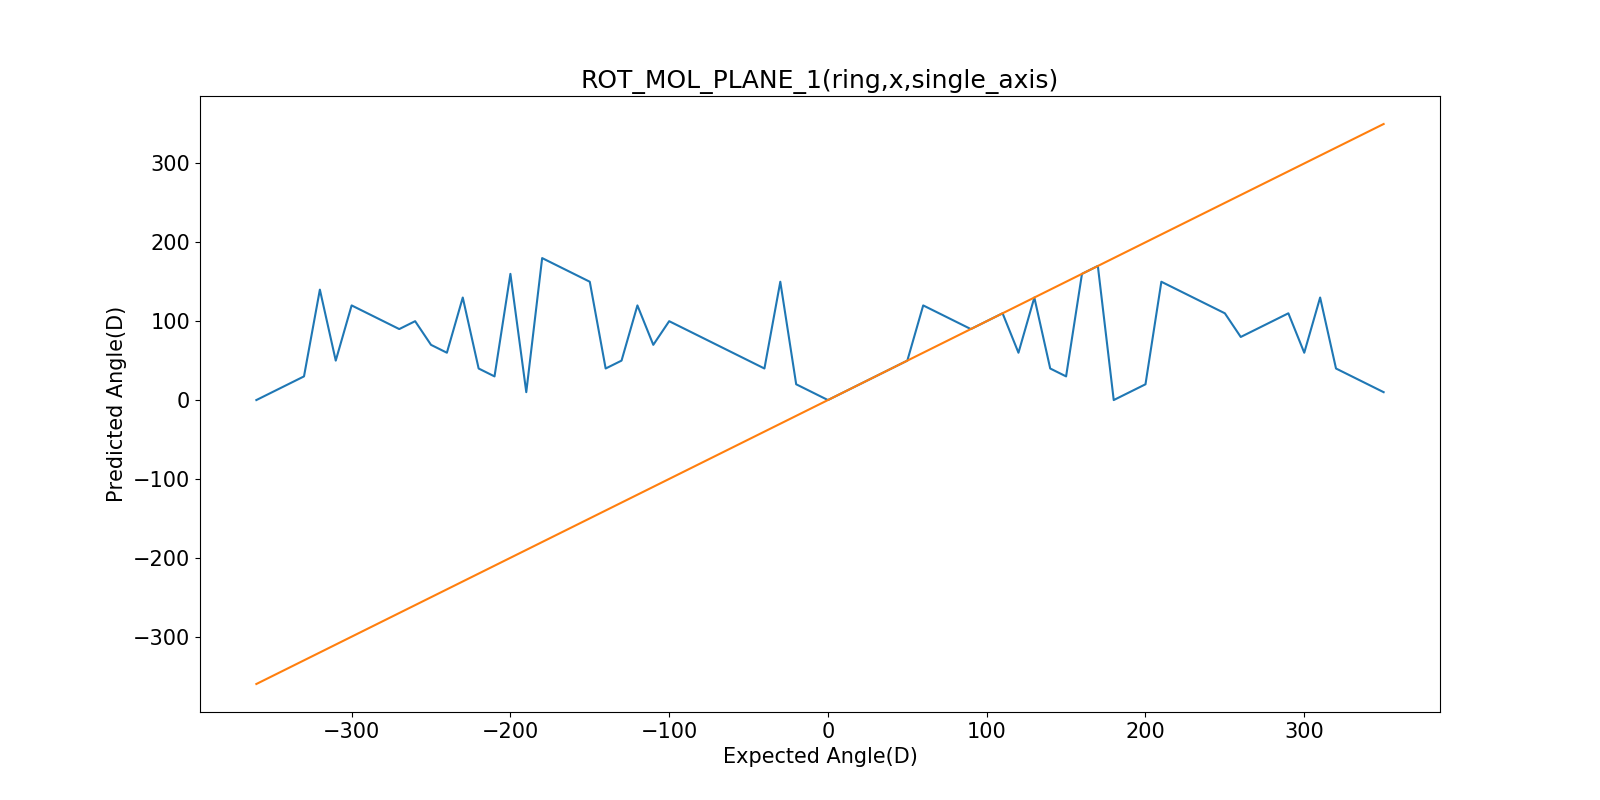 ROT_MOL_PLANE_1(ring,x,single_axis)
300
200
100
0
−100
−200
−300
Predicted Angle(D)
−300 −200 −100 0 100 200 300
Expected Angle(D)